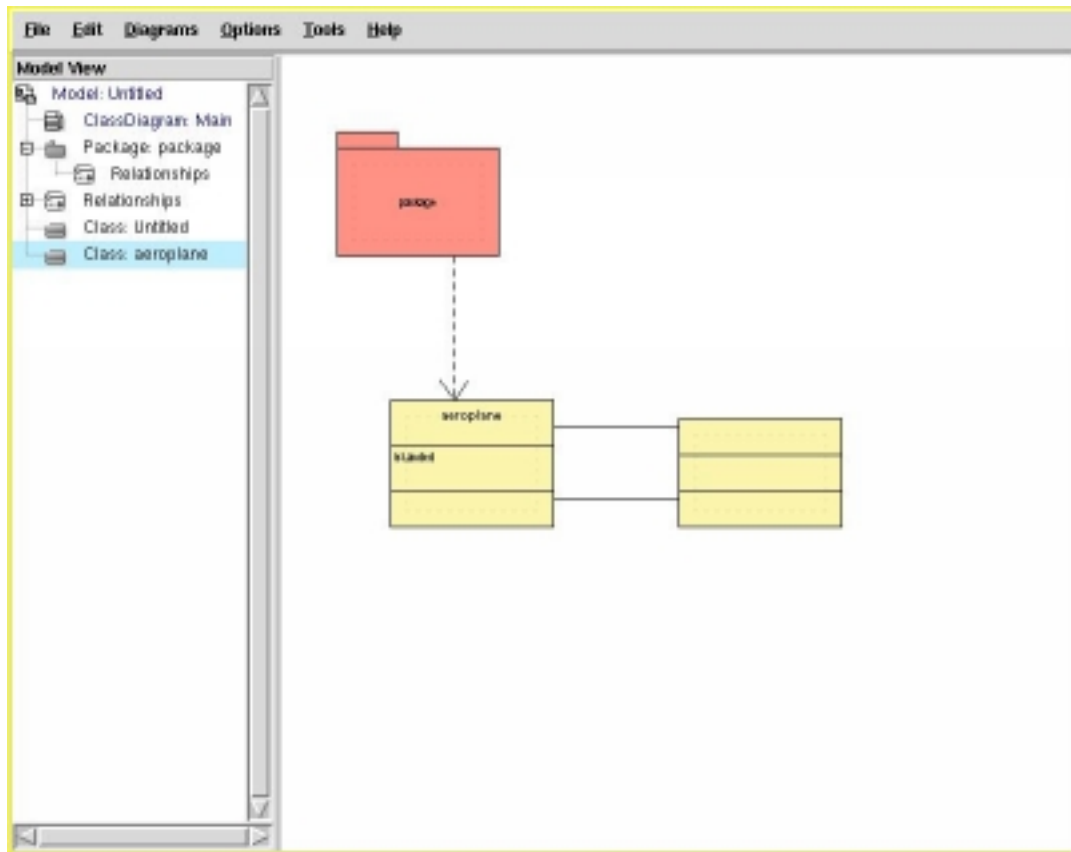 File Edit Diagrams Options Tools Help
Model View
Model: Untitled
ClassDiagram: Main
Package: package
Relationships
Relationships
Class: Untitled
Class: aeroplane
package
aeroplane